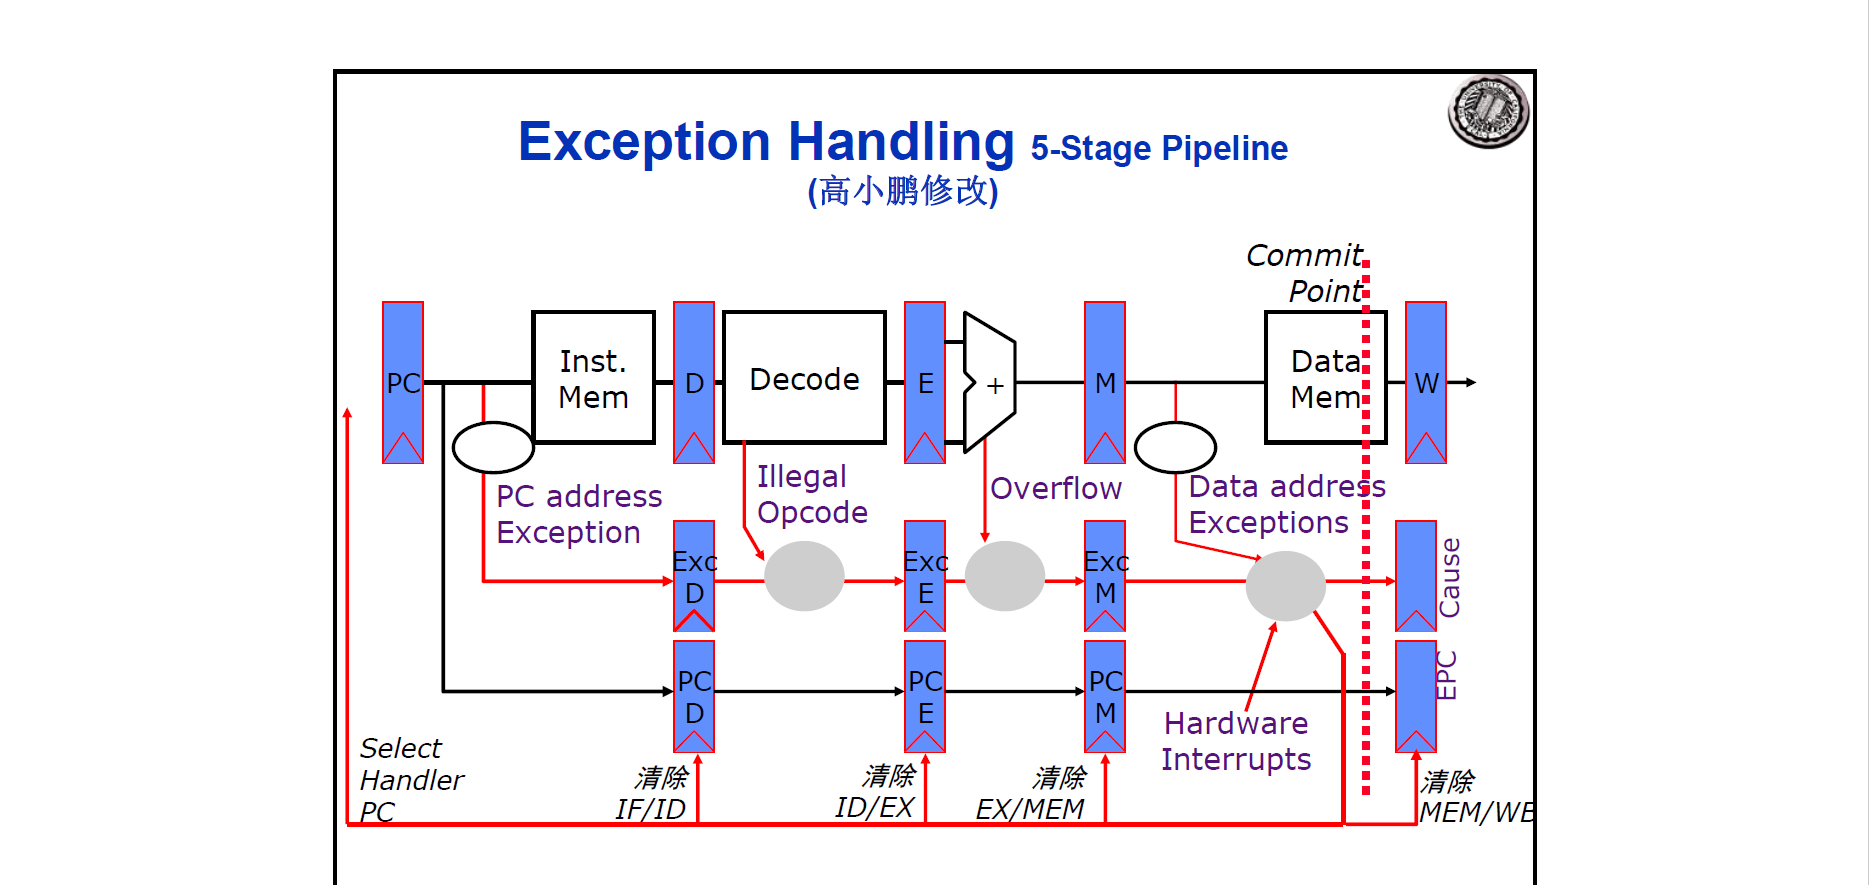 Exception Handling 5-Stage Pipeline
(高小鹏修改)
Commit
Point
PC
Inst.
Mem
D
Decode
E
+
M
Data
Mem
W
PC address
Exception
Illegal
Opcode
Overflow
Data address
Exceptions
Exc
D
Exc
E
Exc
M
Cause
PC
D
PC
E
PC
M
EPC
Hardware
Interrupts
Select
Handler
PC
清除
IF/ID
清除
ID/EX
清除
EX/MEM
清除
MEM/WB